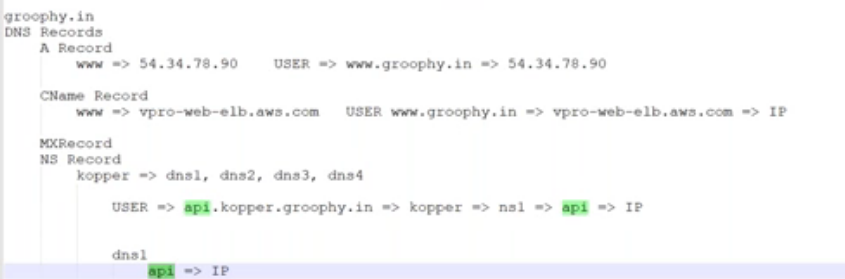 groophy.in
DNS Records
A Record
www => 54.34.78.90 USER => www.groophy.in => 54.34.78.90
CName Record
www => vpro-web-elb.aws.com USER www.groophy.in => vpro-web-elb.aws.com => IP
MXRecord
NS Record
kopper => dns1, dns2, dns3, dns4
USER => api.kopper.groophy.in => kopper => ns1 => api => IP
dns1
api => IP